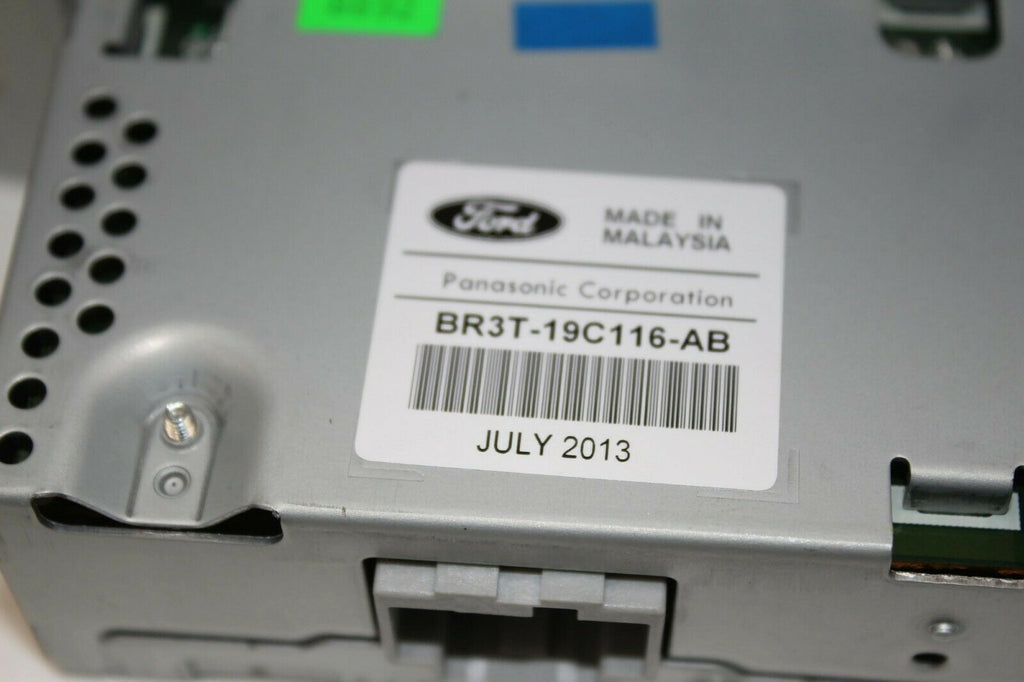 Ford
MADE IN
MALAYSIA
Panasonic Corporation
BR3T-19C116-AB
JULY 2013